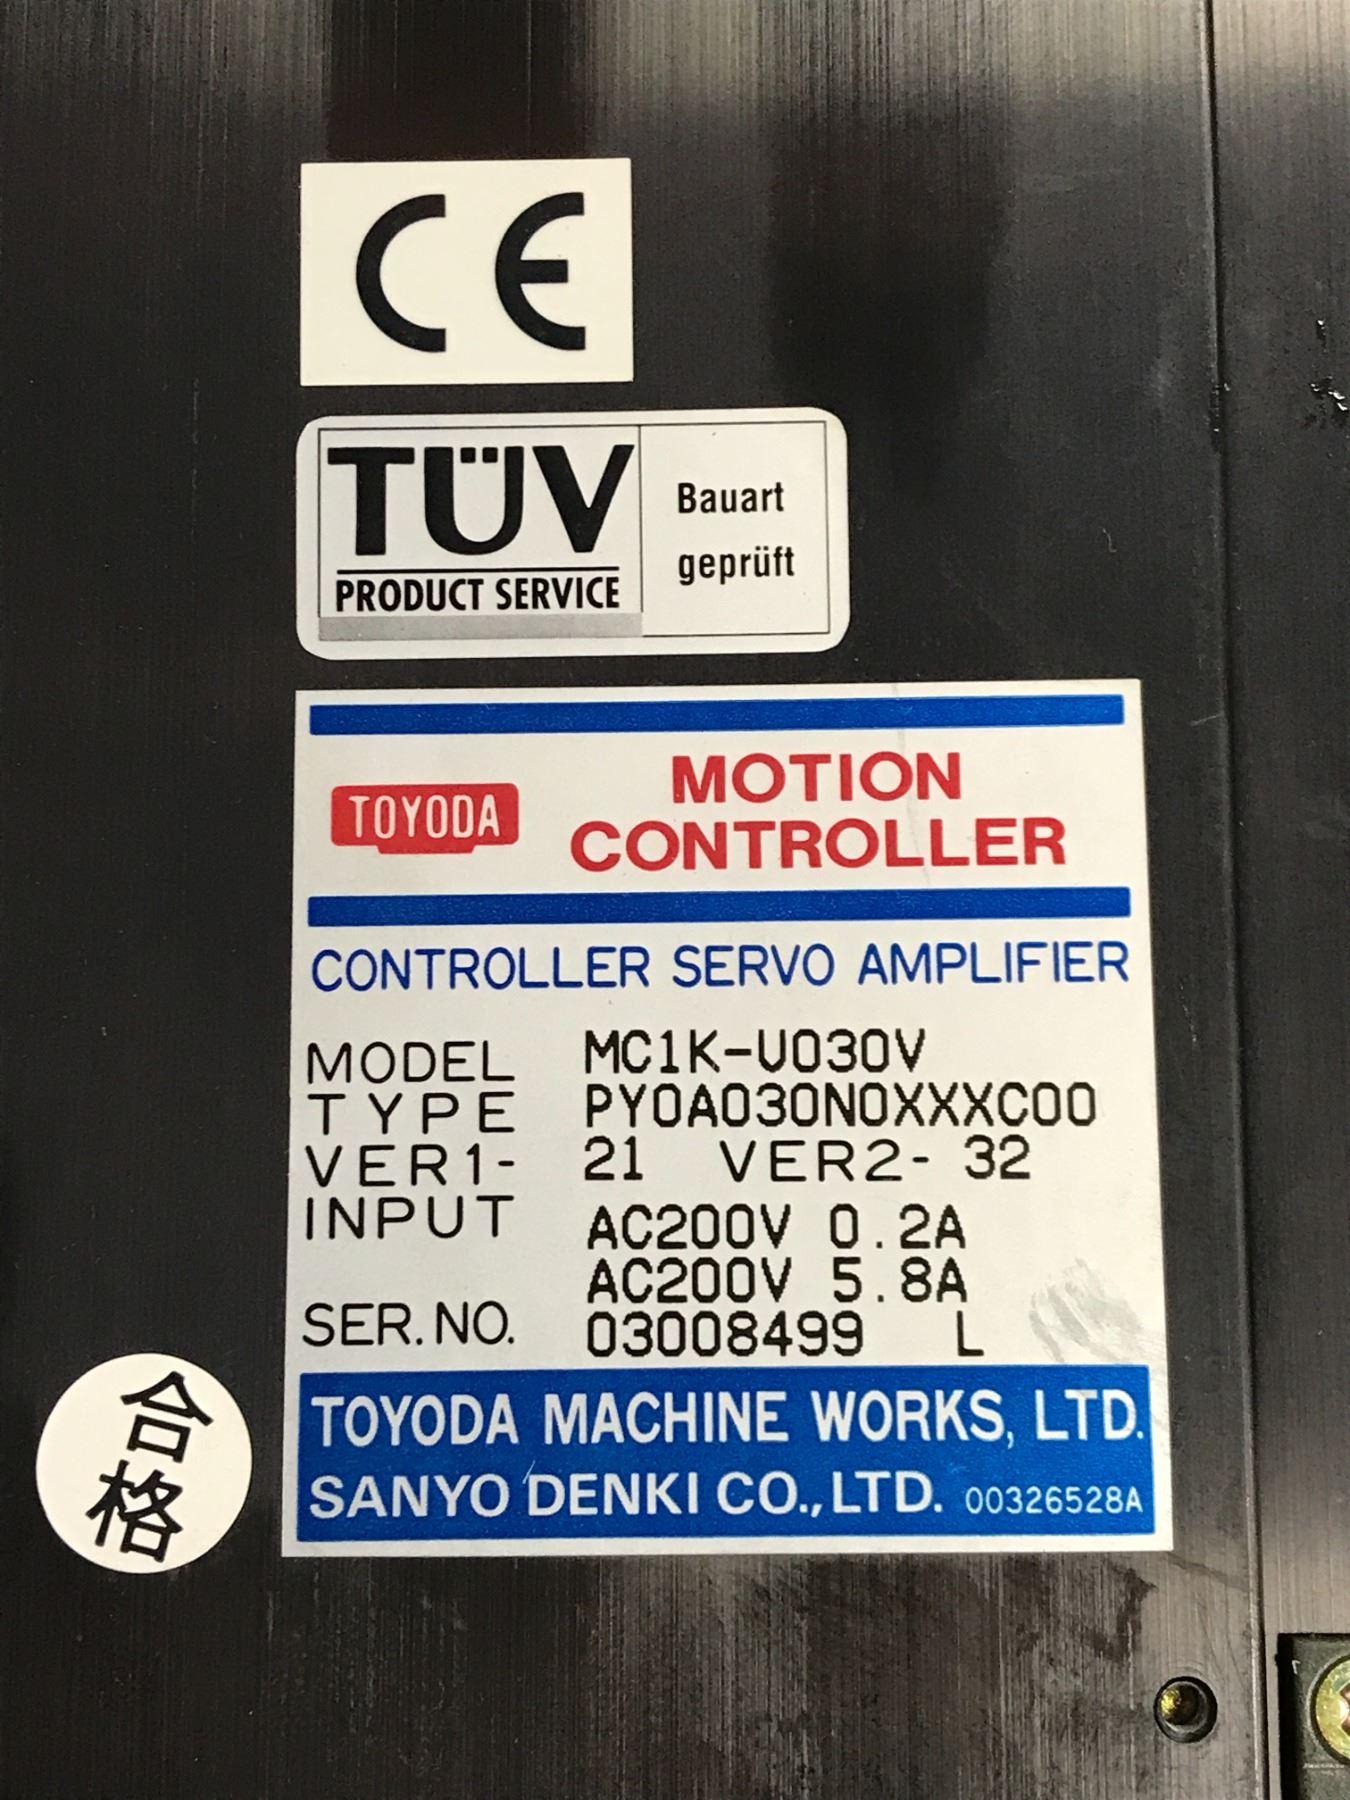 CE
TÜV
PRODUCT SERVICE
Bauart
geprüft
TOYODA
MOTION
CONTROLLER
CONTROLLER SERVO AMPLIFIER
MODEL MC1K-U030V
TYPE PY0A030N0XXXC00
VER1- 21 VER2- 32
INPUT AC200V 0.2A
AC200V 5.8A
SER.NO. 03008499 L
TOYODA MACHINE WORKS, LTD.
SANYO DENKI CO., LTD. 00326528A
合格